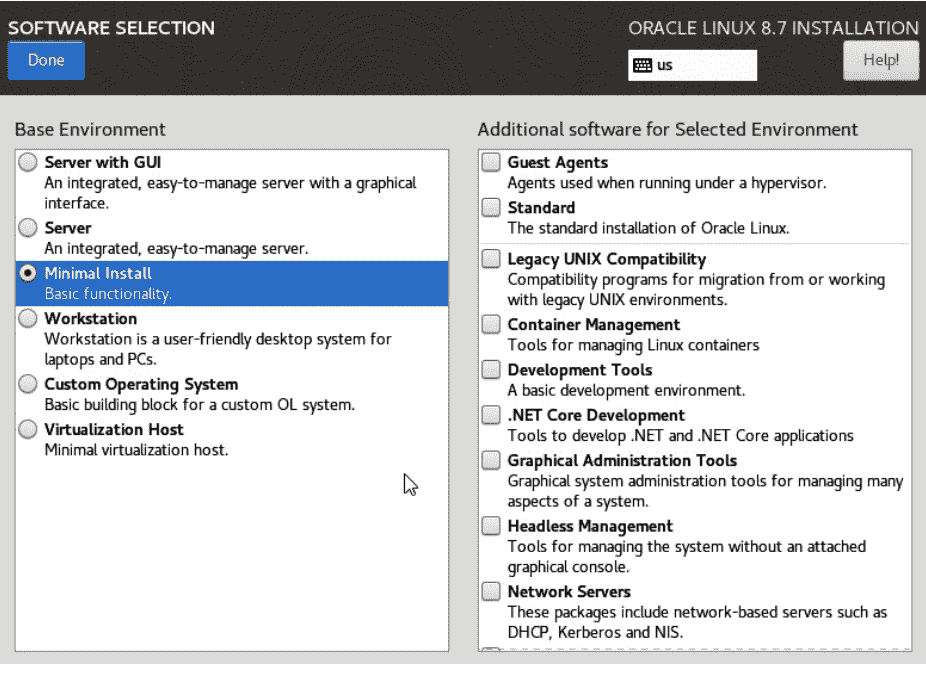 SOFTWARE SELECTION
ORACLE LINUX 8.7 INSTALLATION
Done
us
Help!
Base Environment
Server with GUI
An integrated, easy-to-manage server with a graphical
interface.
Server
An integrated, easy-to-manage server.
Minimal Install
Basic functionality.
Workstation
Workstation is a user-friendly desktop system for
laptops and PCs.
Custom Operating System
Basic building block for a custom OL system.
Virtualization Host
Minimal virtualization host.
Additional software for Selected Environment
Guest Agents
Agents used when running under a hypervisor.
Standard
The standard installation of Oracle Linux.
Legacy UNIX Compatibility
Compatibility programs for migration from or working
with legacy UNIX environments.
Container Management
Tools for managing Linux containers
Development Tools
A basic development environment.
.NET Core Development
Tools to develop .NET and .NET Core applications
Graphical Administration Tools
Graphical system administration tools for managing many
aspects of a system.
Headless Management
Tools for managing the system without an attached
graphical console.
Network Servers
These packages include network-based servers such as
DHCP, Kerberos and NIS.